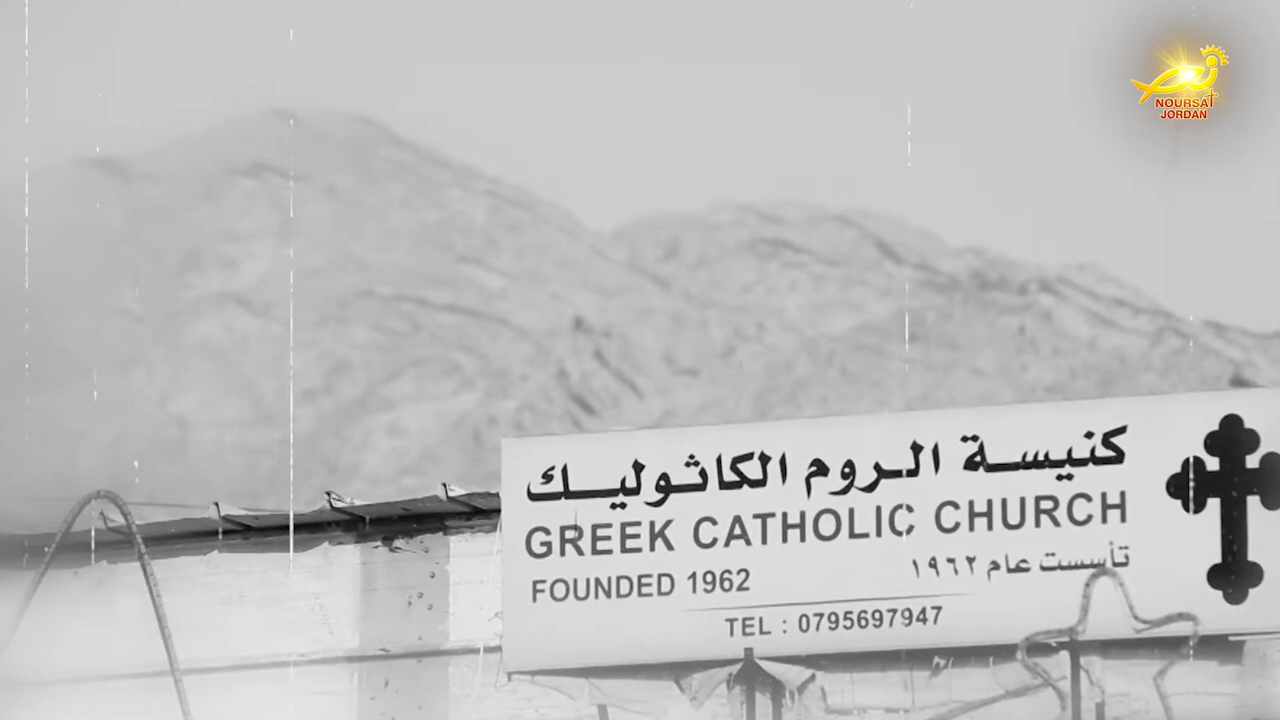 NOURSAT
JORDAN
كنيسة الروم الكاثوليك
GREEK CATHOLIC CHURCH
تأسست عام ١٩٦٢
FOUNDED 1962
TEL : 0795697947